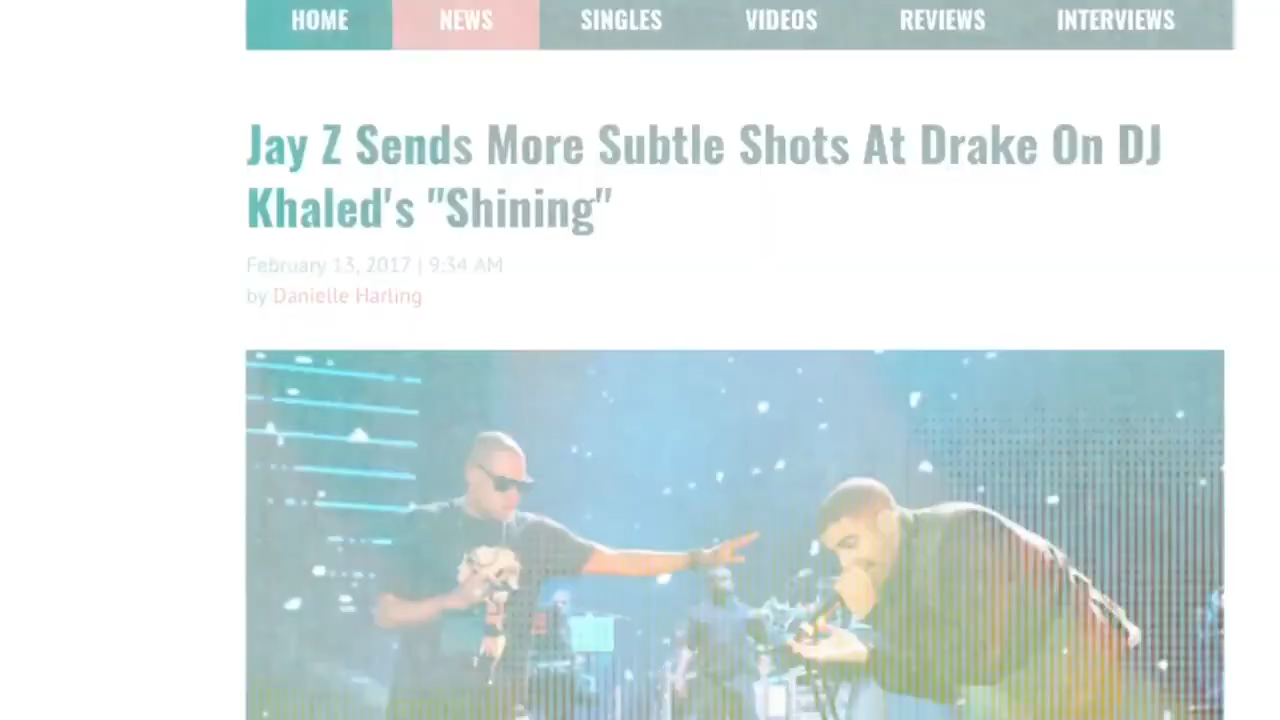 HOME NEWS SINGLES VIDEOS REVIEWS INTERVIEWS
Jay Z Sends More Subtle Shots At Drake On DJ
Khaled's "Shining"
February 13, 2017 | 9:34 AM
by Danielle Harling